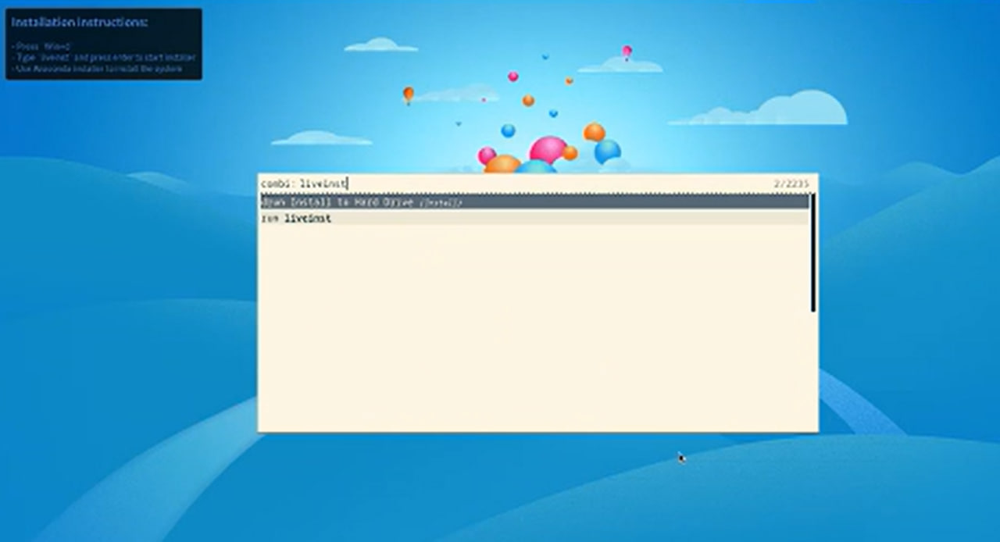 Installation instructions:
- Press 'Win+d'
- Type 'liveinst' and press enter to start installer
- Use Anaconda installer to install the system
combi: liveinst
2/2235
drun Install to Hard Drive (Install)
run liveinst